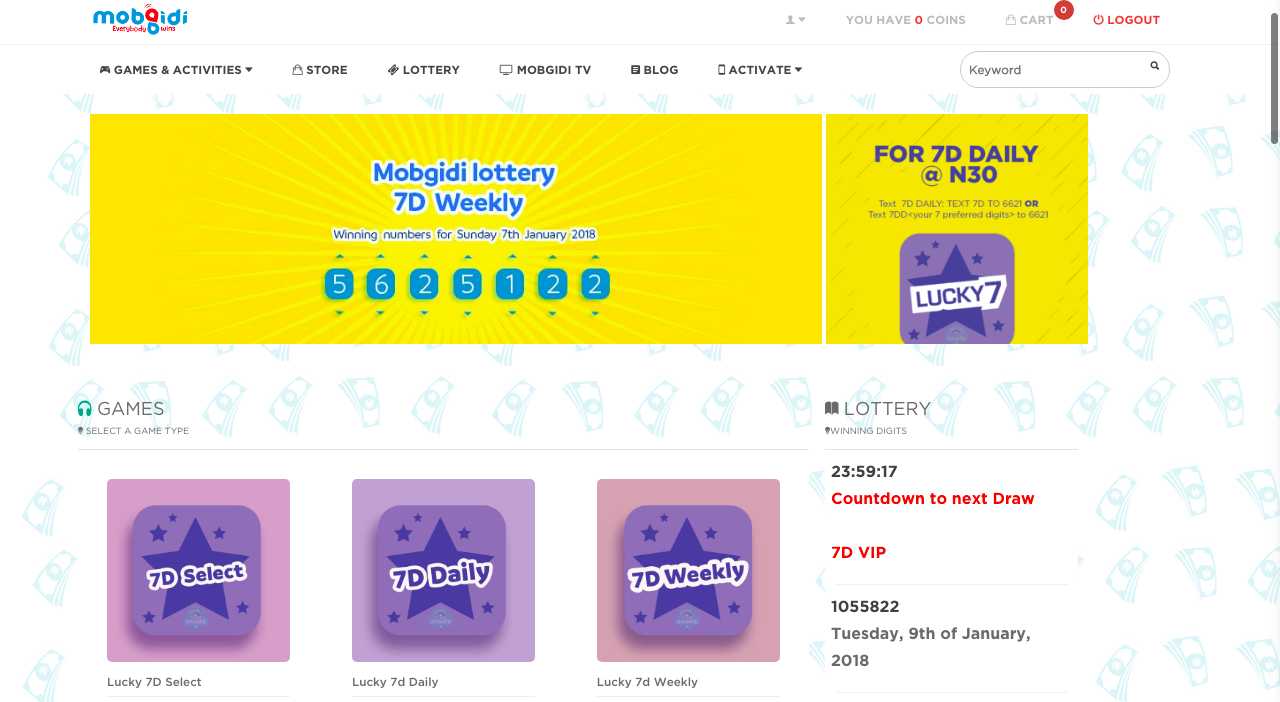 mobgidi
Everybody wins
YOU HAVE 0 COINS
CART
0
LOGOUT
GAMES & ACTIVITIES
STORE
LOTTERY
MOBGIDI TV
BLOG
ACTIVATE
Keyword
Mobgidi lottery
7D Weekly
Winning numbers for Sunday 7th January 2018
5 6 2 5 1 2 2
FOR 7D DAILY
@ N30
Text 7D DAILY: TEXT 7D TO 6621 OR
Text 7DD<your 7 preferred digits> to 6621
LUCKY7
GAMES
SELECT A GAME TYPE
LOTTERY
WINNING DIGITS
7D Select
Lucky 7D Select
7D Daily
Lucky 7d Daily
7D Weekly
Lucky 7d Weekly
23:59:17
Countdown to next Draw
7D VIP
1055822
Tuesday, 9th of January,
2018